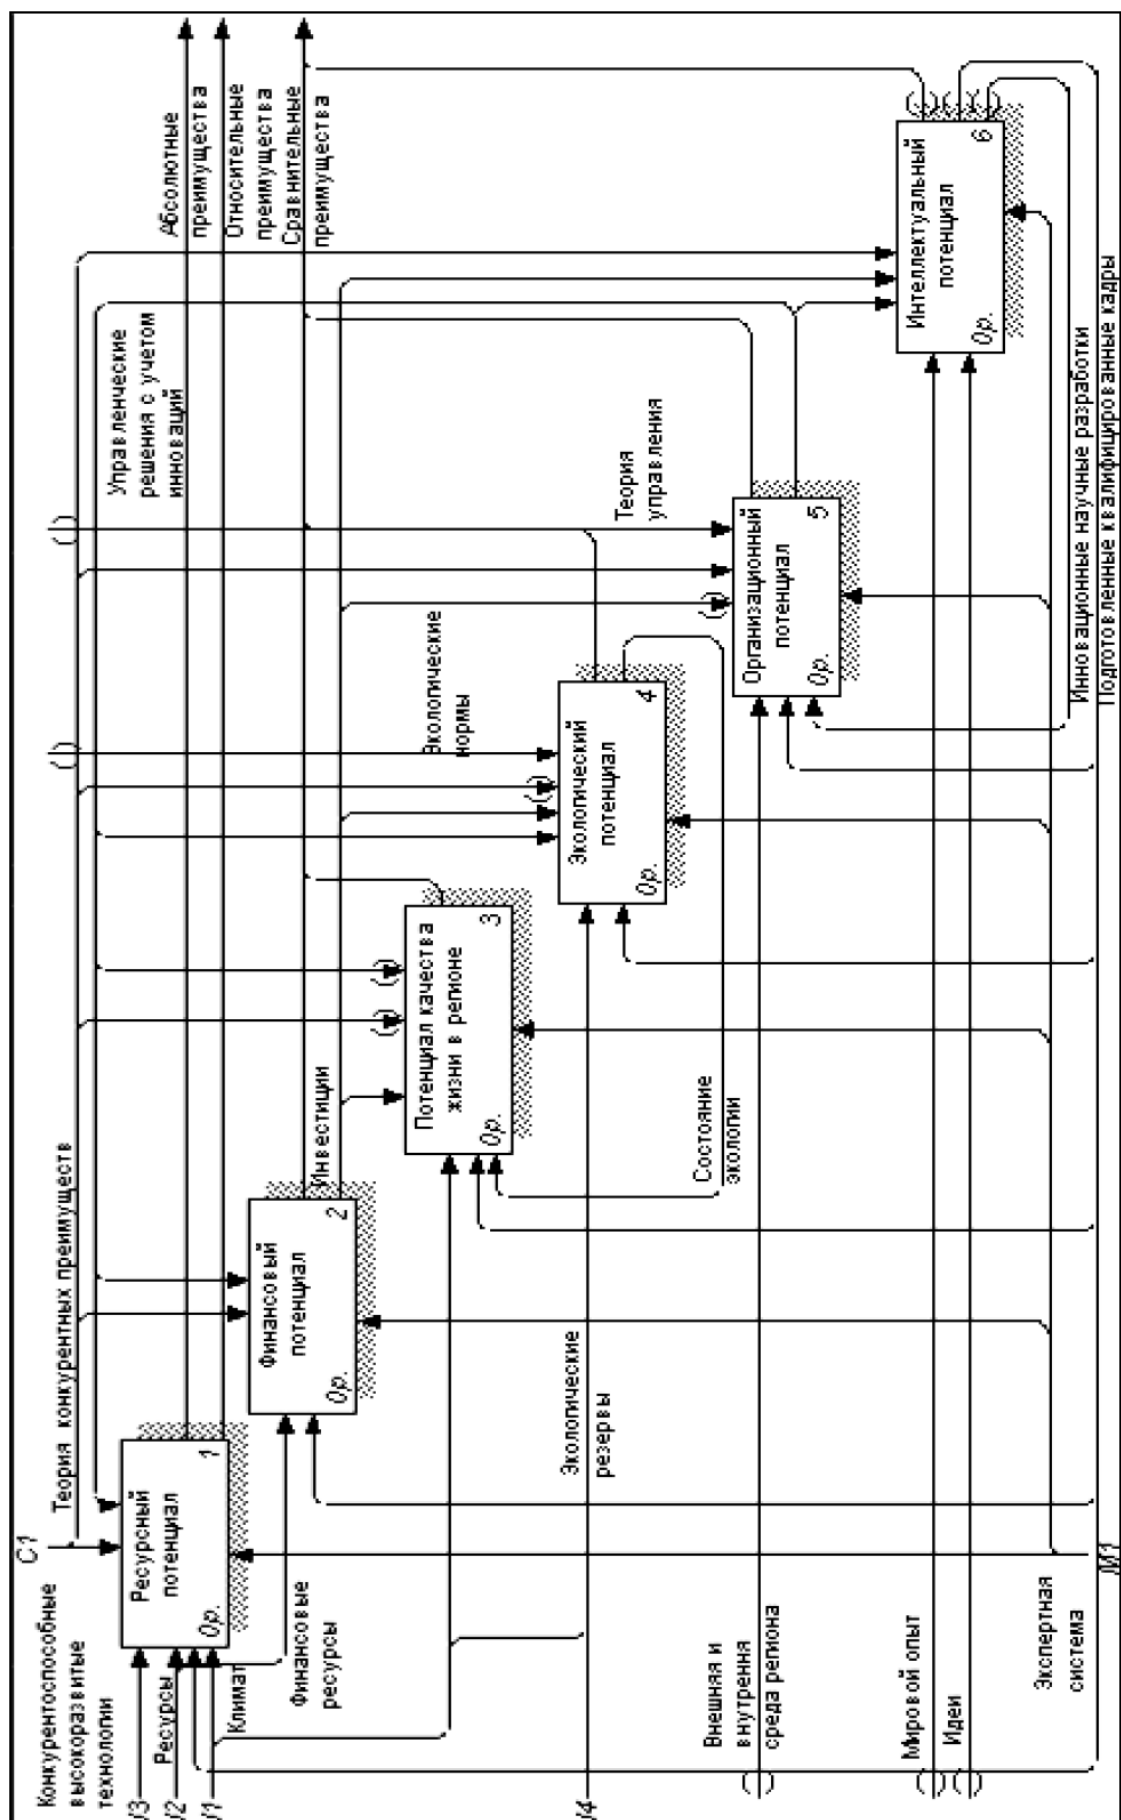 C1
Теория конкурентных преимуществ
Конкурентоспособные
высокоразвитые
технологии
Ресурсы
Климат
I3
I2
I1
Ресурсный
потенциал
0р.
1
Финансовые
ресурсы
Финансовый
потенциал
0р.
2
Инвестиции
Потенциал качества
жизни в регионе
0р.
3
Экологические
нормы
Экологический
потенциал
0р.
4
Экологические
резервы
I4
Состояние
экологии
Управленческие
решения с учетом
инноваций
Теория
управления
Организационный
потенциал
0р.
5
Внешняя и
внутрення
среда региона
Абсолютные
преимущества
Относительные
преимущества
Сравнительные
преимущества
Интеллектуальный
потенциал
0р.
6
Мировой опыт
Идеи
Экспертная
система
M1
Инновационные научные разработки
Подготовленные квалифицированные кадры